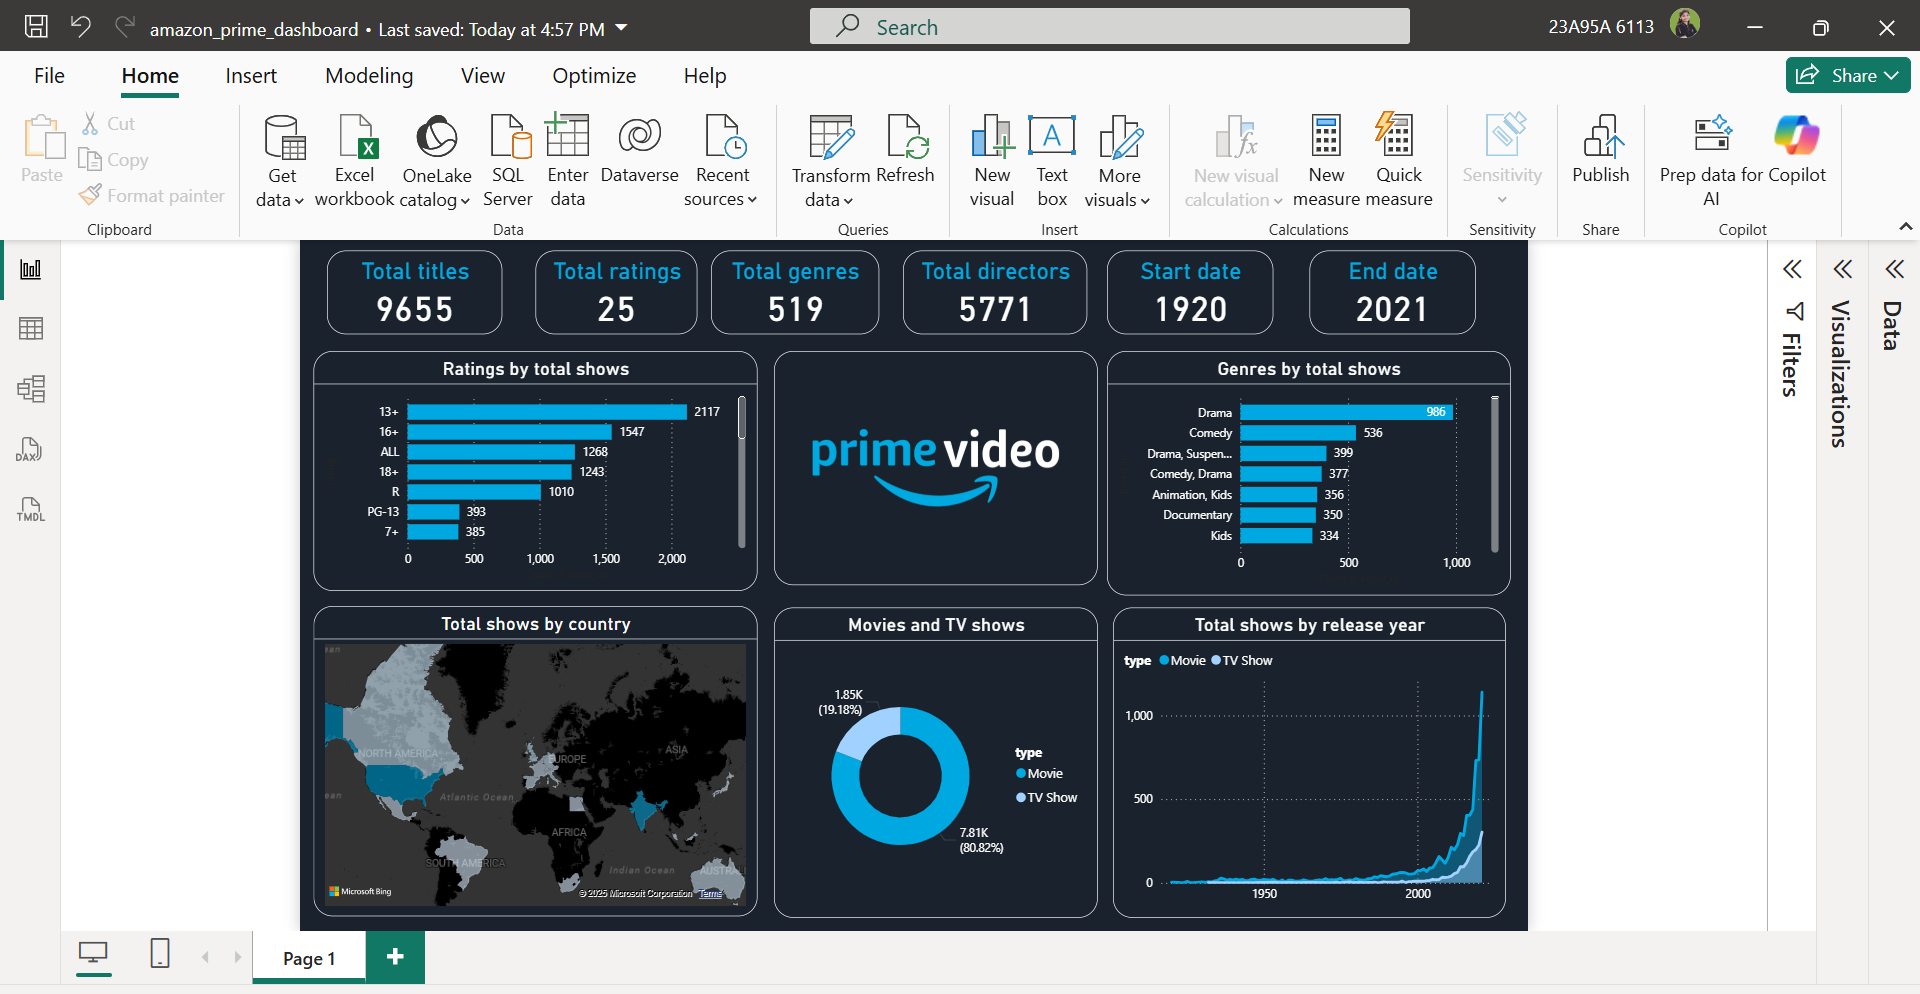 amazon_prime_dashboard • Last saved: Today at 4:57 PM
Search
23A95A 6113
File Home Insert Modeling View Optimize Help
Share
Paste
Cut
Copy
Format painter
Clipboard
Get data
Excel workbook
OneLake catalog
SQL Server
Enter data
Dataverse
Recent sources
Data
Transform data
Refresh
Queries
New visual
Text box
More visuals
Insert
New visual calculation
New measure
Quick measure
Calculations
Sensitivity
Sensitivity
Publish
Share
Prep data for AI
Copilot
Copilot
DAX
TMDL
Total titles
9655
Total ratings
25
Total genres
519
Total directors
5771
Start date
1920
End date
2021
Ratings by total shows
13+ 2117
16+ 1547
ALL 1268
18+ 1243
R 1010
PG-13 393
7+ 385
0 500 1,000 1,500 2,000
prime video
Genres by total shows
Drama 986
Comedy 536
Drama, Suspen... 399
Comedy, Drama 377
Animation, Kids 356
Documentary 350
Kids 334
0 500 1,000
Total shows by country
NORTH AMERICA
EUROPE
ASIA
Atlantic Ocean
AFRICA
SOUTH AMERICA
Indian Ocean
AUSTRAL
Microsoft Bing
© 2025 Microsoft Corporation Terms
Movies and TV shows
1.85K
(19.18%)
type
Movie
TV Show
7.81K
(80.82%)
Total shows by release year
type Movie TV Show
1,000
500
0
1950 2000
Filters
Visualizations
Data
Page 1